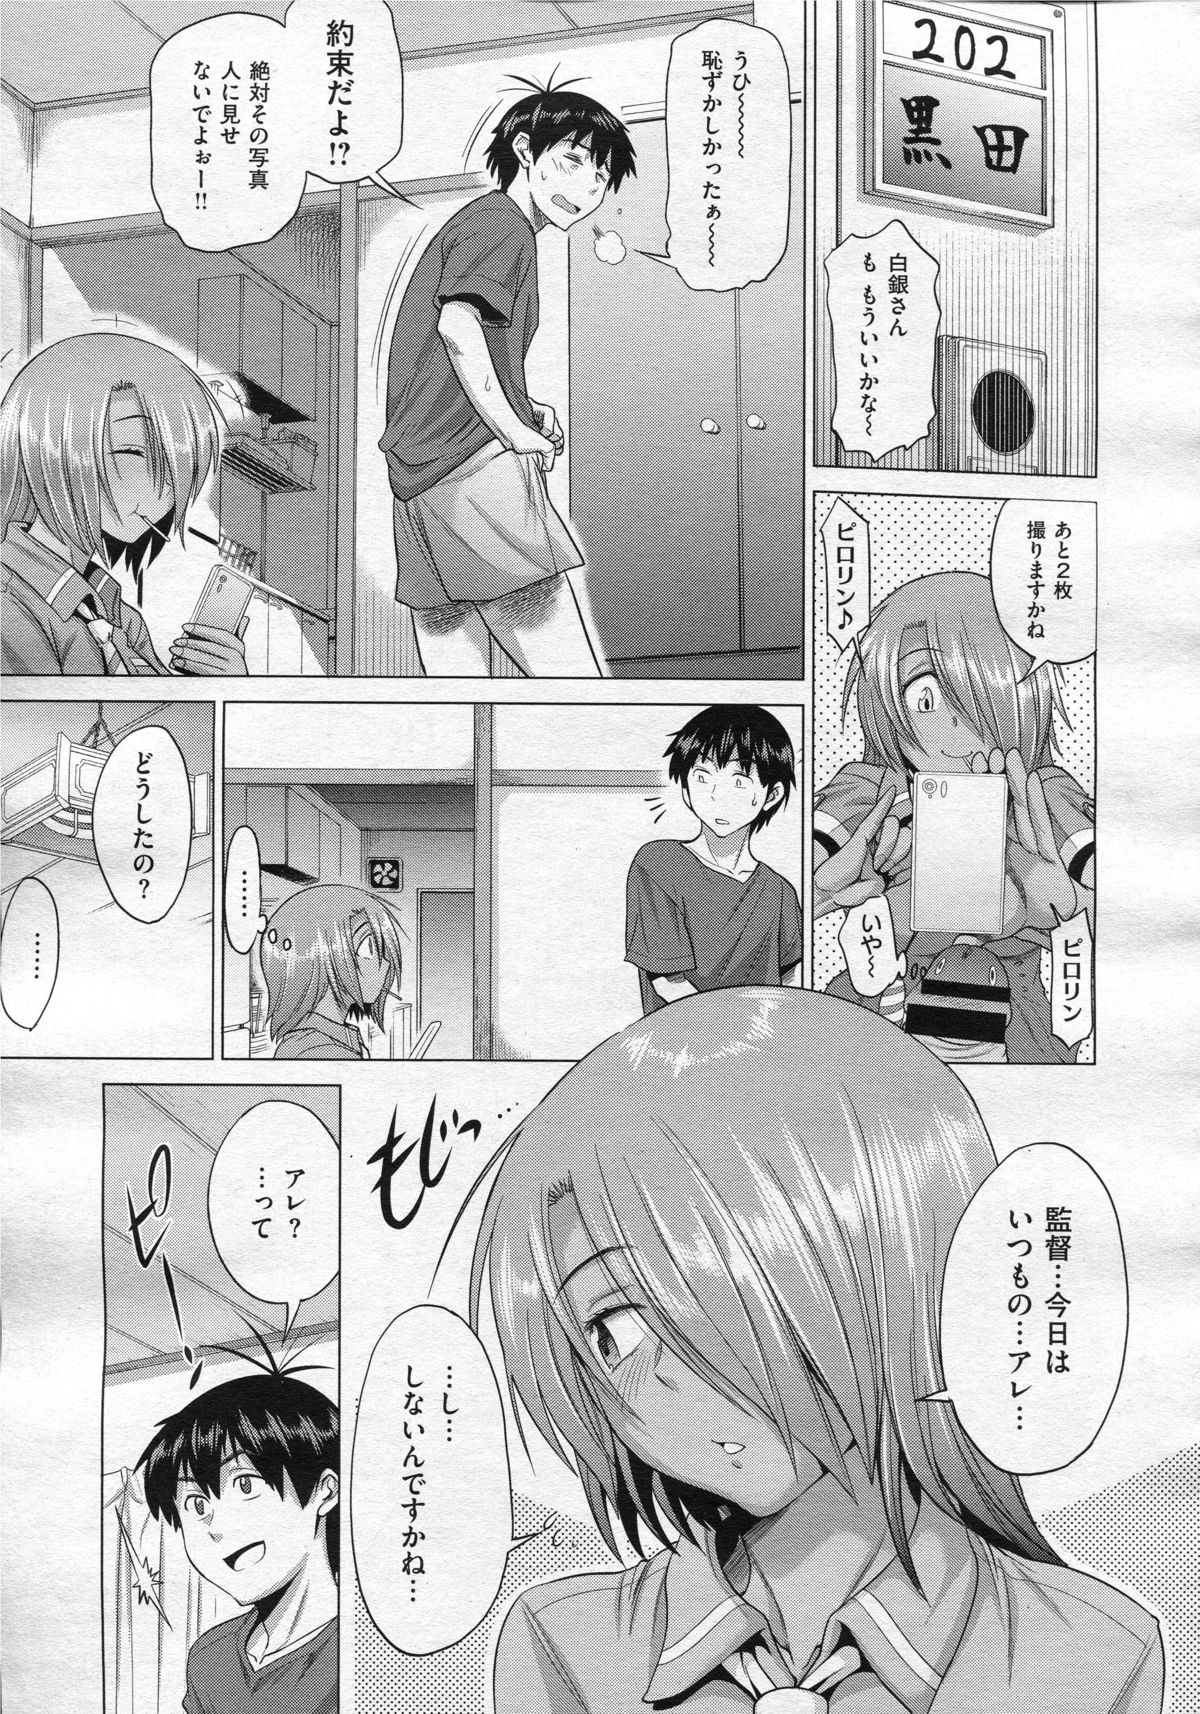 202
黒田
白銀さん
も もういいかな〜
あと2枚
撮りますかね
ピロリン♪
いや〜
ピロリン
うひ〜〜〜〜
恥ずかしかったぁ〜〜
約束だよ!?
絶対その写真
人に見せ
ないでよぉー!!
………
どうしたの?
……
監督…今日は
いつもの…アレ…
もじっ…
…し…
しないんですかね…
アレ?
…って
ピーー